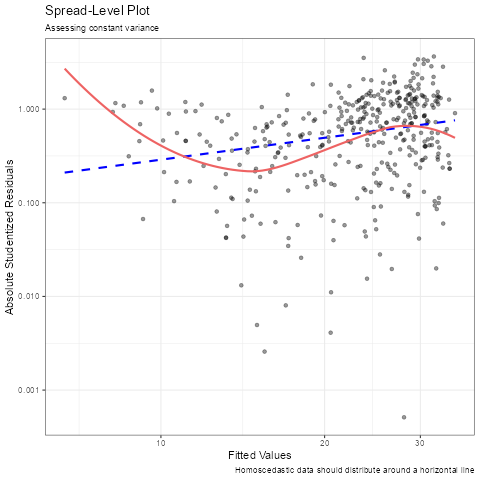 Spread-Level Plot
Assessing constant variance
Absolute Studentized Residuals
1.000
0.100
0.010
0.001
10
20
30
Fitted Values
Homoscedastic data should distribute around a horizontal line